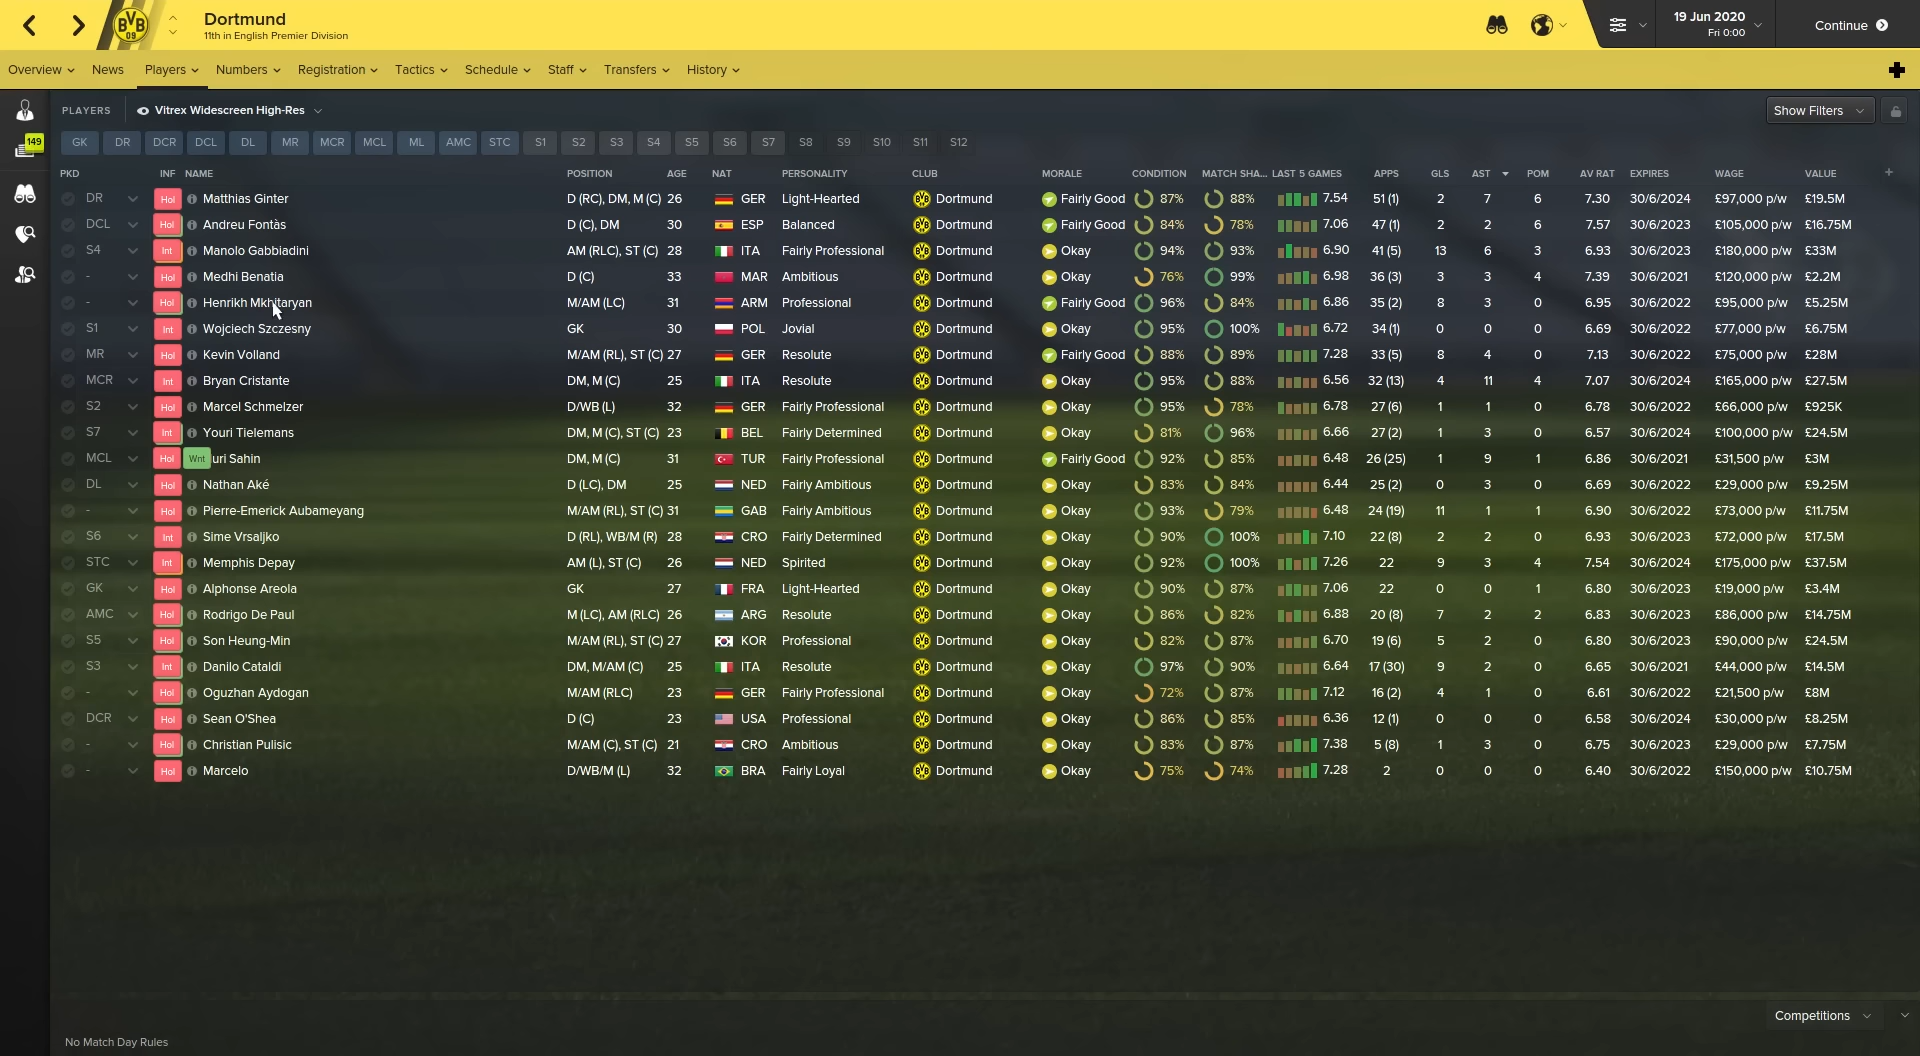 Dortmund
11th in English Premier Division
19 Jun 2020
Fri 0:00
Continue
Overview News Players Numbers Registration Tactics Schedule Staff Transfers History
149
PLAYERS Vitrex Widescreen High-Res Show Filters
GK DR DCR DCL DL MR MCR MCL ML AMC STC S1 S2 S3 S4 S5 S6 S7 S8 S9 S10 S11 S12
PKD INF NAME POSITION AGE NAT PERSONALITY CLUB MORALE CONDITION MATCH SHA... LAST 5 GAMES APPS GLS AST POM AV RAT EXPIRES WAGE VALUE
DR Hol Matthias Ginter D (RC), DM, M (C) 26 GER Light-Hearted Dortmund Fairly Good 87% 88% 7.54 51 (1) 2 7 6 7.30 30/6/2024 £97,000 p/w £19.5M
DCL Hol Andreu Fontàs D (C), DM 30 ESP Balanced Dortmund Fairly Good 84% 78% 7.06 47 (1) 2 2 6 7.57 30/6/2023 £105,000 p/w £16.75M
S4 Int Manolo Gabbiadini AM (RLC), ST (C) 28 ITA Fairly Professional Dortmund Okay 94% 93% 6.90 41 (5) 13 6 3 6.93 30/6/2023 £180,000 p/w £33M
- Hol Medhi Benatia D (C) 33 MAR Ambitious Dortmund Okay 76% 99% 6.98 36 (3) 3 3 4 7.39 30/6/2021 £120,000 p/w £2.2M
- Hol Henrikh Mkhitaryan M/AM (LC) 31 ARM Professional Dortmund Fairly Good 96% 84% 6.86 35 (2) 8 3 0 6.95 30/6/2022 £95,000 p/w £5.25M
S1 Int Wojciech Szczesny GK 30 POL Jovial Dortmund Okay 95% 100% 6.72 34 (1) 0 0 0 6.69 30/6/2022 £77,000 p/w £6.75M
MR Hol Kevin Volland M/AM (RL), ST (C) 27 GER Resolute Dortmund Fairly Good 88% 89% 7.28 33 (5) 8 4 0 7.13 30/6/2022 £75,000 p/w £28M
MCR Int Bryan Cristante DM, M (C) 25 ITA Resolute Dortmund Okay 95% 88% 6.56 32 (13) 4 11 4 7.07 30/6/2024 £165,000 p/w £27.5M
S2 Hol Marcel Schmelzer D/WB (L) 32 GER Fairly Professional Dortmund Okay 95% 78% 6.78 27 (6) 1 1 0 6.78 30/6/2022 £66,000 p/w £925K
S7 Int Youri Tielemans DM, M (C), ST (C) 23 BEL Fairly Determined Dortmund Okay 81% 96% 6.66 27 (2) 1 3 0 6.57 30/6/2024 £100,000 p/w £24.5M
MCL Hol Wnt uri Sahin DM, M (C) 31 TUR Fairly Professional Dortmund Fairly Good 92% 85% 6.48 26 (25) 1 9 1 6.86 30/6/2021 £31,500 p/w £3M
DL Hol Nathan Aké D (LC), DM 25 NED Fairly Ambitious Dortmund Okay 83% 84% 6.44 25 (2) 0 3 0 6.69 30/6/2022 £29,000 p/w £9.25M
- Hol Pierre-Emerick Aubameyang M/AM (RL), ST (C) 31 GAB Fairly Ambitious Dortmund Okay 93% 79% 6.48 24 (19) 11 1 1 6.90 30/6/2022 £73,000 p/w £11.75M
S6 Int Sime Vrsaljko D (RL), WB/M (R) 28 CRO Fairly Determined Dortmund Okay 90% 100% 7.10 22 (8) 2 2 0 6.93 30/6/2023 £72,000 p/w £17.5M
STC Int Memphis Depay AM (L), ST (C) 26 NED Spirited Dortmund Okay 92% 100% 7.26 22 9 3 4 7.54 30/6/2024 £175,000 p/w £37.5M
GK Hol Alphonse Areola GK 27 FRA Light-Hearted Dortmund Okay 90% 87% 7.06 22 0 0 1 6.80 30/6/2023 £19,000 p/w £3.4M
AMC Hol Rodrigo De Paul M (LC), AM (RLC) 26 ARG Resolute Dortmund Okay 86% 82% 6.88 20 (8) 7 2 2 6.83 30/6/2023 £86,000 p/w £14.75M
S5 Hol Son Heung-Min M/AM (RL), ST (C) 27 KOR Professional Dortmund Okay 82% 87% 6.70 19 (6) 5 2 0 6.80 30/6/2023 £90,000 p/w £24.5M
S3 Int Danilo Cataldi DM, M/AM (C) 25 ITA Resolute Dortmund Okay 97% 90% 6.64 17 (30) 9 2 0 6.65 30/6/2021 £44,000 p/w £14.5M
- Hol Oguzhan Aydogan M/AM (RLC) 23 GER Fairly Professional Dortmund Okay 72% 87% 7.12 16 (2) 4 1 0 6.61 30/6/2022 £21,500 p/w £8M
DCR Hol Sean O'Shea D (C) 23 USA Professional Dortmund Okay 86% 85% 6.36 12 (1) 0 0 0 6.58 30/6/2024 £30,000 p/w £8.25M
- Hol Christian Pulisic M/AM (C), ST (C) 21 CRO Ambitious Dortmund Okay 83% 87% 7.38 5 (8) 1 3 0 6.75 30/6/2023 £29,000 p/w £7.75M
- Hol Marcelo D/WB/M (L) 32 BRA Fairly Loyal Dortmund Okay 75% 74% 7.28 2 0 0 0 6.40 30/6/2022 £150,000 p/w £10.75M
Competitions
No Match Day Rules